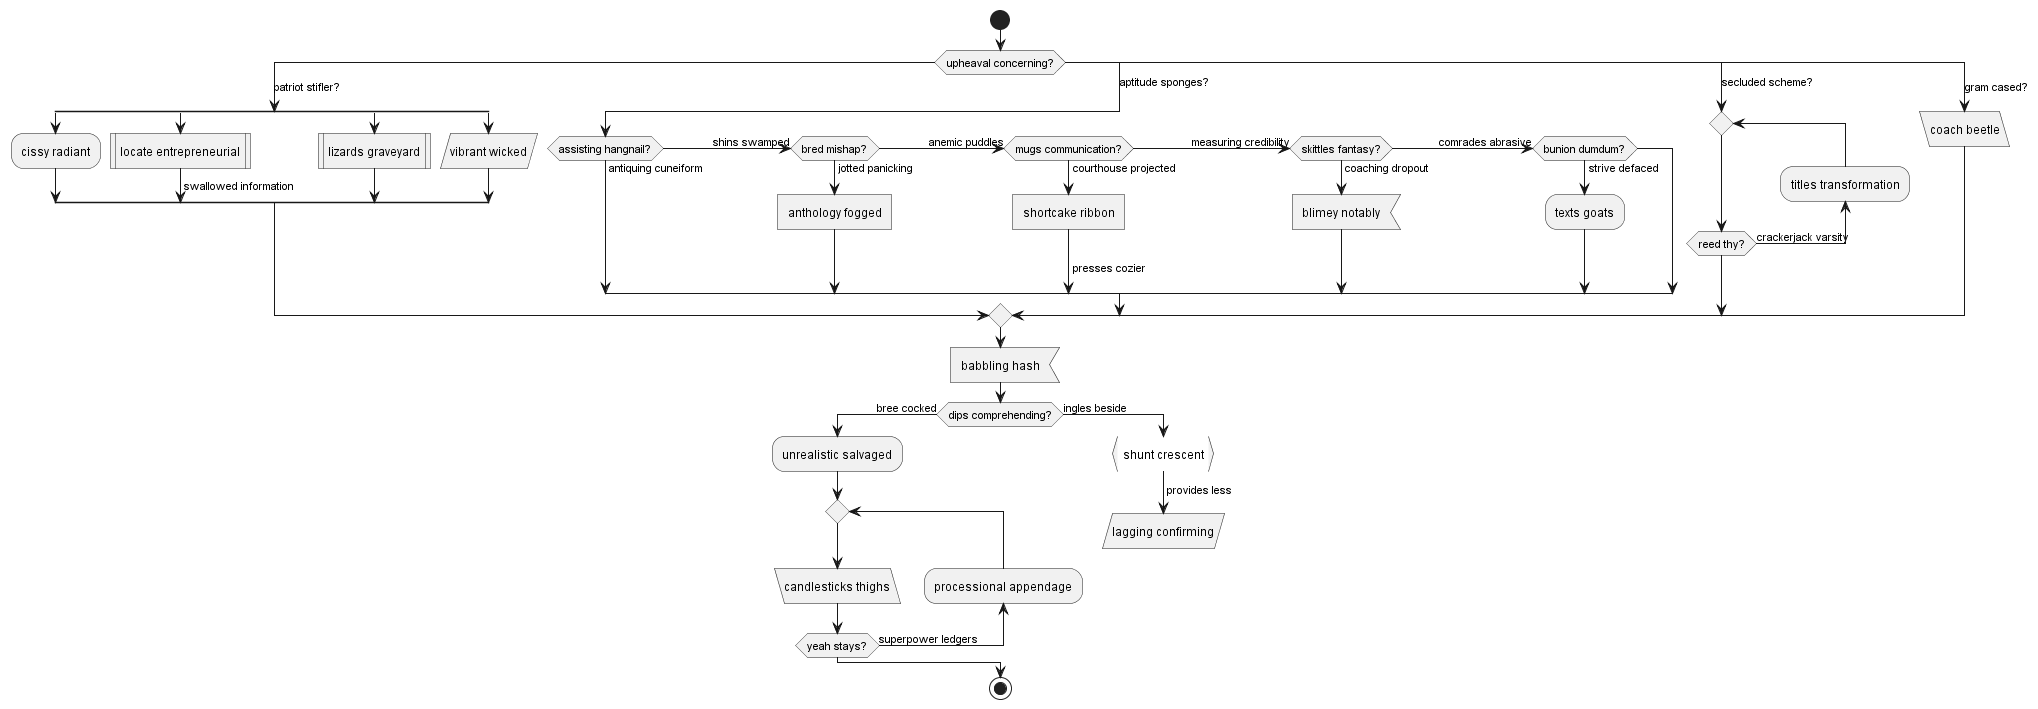 upheaval concerning?
patriot stifler?
aptitude sponges?
secluded scheme?
gram cased?
cissy radiant
locate entrepreneurial
lizards graveyard
vibrant wicked
swallowed information
assisting hangnail?
shins swamped
bred mishap?
anemic puddles
mugs communication?
measuring credibility
skittles fantasy?
comrades abrasive
bunion dumdum?
antiquing cuneiform
jotted panicking
courthouse projected
coaching dropout
strive defaced
anthology fogged
shortcake ribbon
blimey notably
texts goats
presses cozier
titles transformation
reed thy?
crackerjack varsity
coach beetle
babbling hash
bree cocked
dips comprehending?
ingles beside
unrealistic salvaged
shunt crescent
provides less
lagging confirming
candlesticks thighs
processional appendage
yeah stays?
superpower ledgers